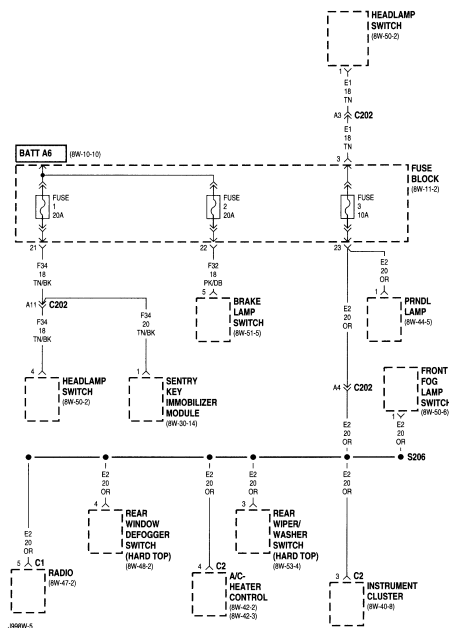 HEADLAMP
SWITCH
(8W-50-2)
1
E1
18
TN
A3 C202
E1
18
TN
BATT A6 (8W-10-10)
3
FUSE
BLOCK
(8W-11-2)
FUSE
1
20A
FUSE
2
20A
FUSE
3
10A
21
22
23
F34
18
TN/BK
F32
18
PK/DB
E2
20
OR
E2
20
OR
A11 C202
F34
18
TN/BK
F34
20
TN/BK
5
BRAKE
LAMP
SWITCH
(8W-51-5)
1
PRNDL
LAMP
(8W-44-5)
4
HEADLAMP
SWITCH
(8W-50-2)
1
SENTRY
KEY
IMMOBILIZER
MODULE
(8W-30-14)
A4 C202
FRONT
FOG
LAMP
SWITCH
(8W-50-6)
1
E2
20
OR
E2
20
OR
S206
E2
20
OR
E2
20
OR
E2
20
OR
E2
20
OR
E2
20
OR
5 C1
RADIO
(8W-47-2)
4
REAR
WINDOW
DEFOGGER
SWITCH
(HARD TOP)
(8W-48-2)
4 C2
A/C-
HEATER
CONTROL
(8W-42-2)
(8W-42-3)
3
REAR
WIPER/
WASHER
SWITCH
(HARD TOP)
(8W-53-4)
3 C2
INSTRUMENT
CLUSTER
(8W-40-8)
J998W-5